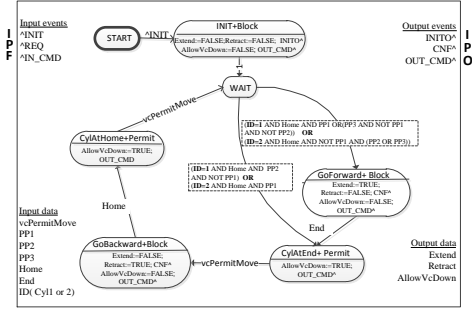 IPF
Input events
^INIT
^REQ
^IN_CMD
START
^INIT
INIT+Block
Extend:=FALSE;Retract:=FALSE; INITO^
AllowVcDown:=FALSE; OUT_CMD^
1
WAIT
Output events
INITO^
CNF^
OUT_CMD^
IPO
vcPermitMove
CylAtHome+Permit
AllowVcDown:=TRUE;
OUT_CMD
(ID=1 AND Home AND PP1 OR(PP3 AND NOT PP1
AND NOT PP2)) OR
(ID=2 AND Home AND NOT PP1 AND (PP2 OR PP3))
(ID=1 AND Home AND PP2
AND NOT PP1) OR
(ID=2 AND Home AND PP1
GoForward+ Block
Extend:=TRUE;
Retract:=FALSE; CNF^
AllowVcDown:=FALSE;
OUT_CMD^
Home
End
Input data
vcPermitMove
PP1
PP2
PP3
Home
End
ID( Cyl1 or 2)
GoBackward+Block
Extend:=FALSE;
Retract:=TRUE; CNF^
AllowVcDown:=FALSE;
OUT_CMD^
vcPermitMove
CylAtEnd+ Permit
AllowVcDown:=TRUE;
OUT_CMD^
Output data
Extend
Retract
AllowVcDown